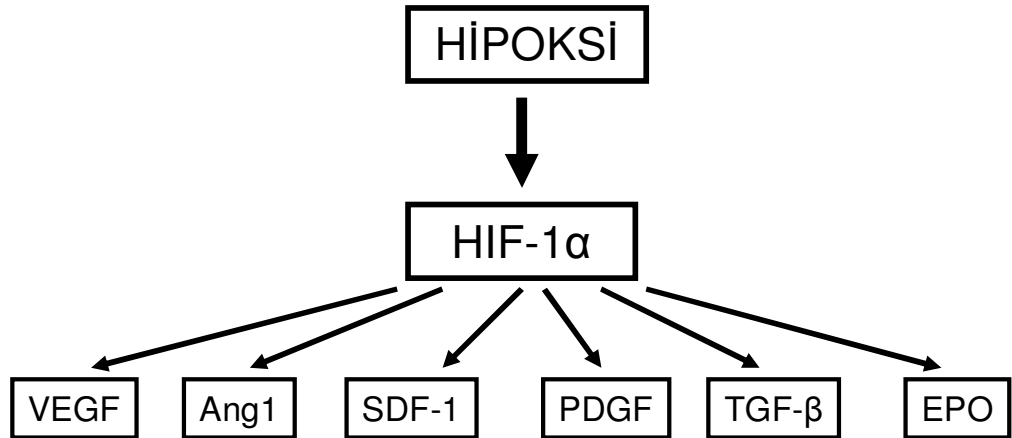 HİPOKSİ
HIF-1α
VEGF
Ang1
SDF-1
PDGF
TGF-β
EPO